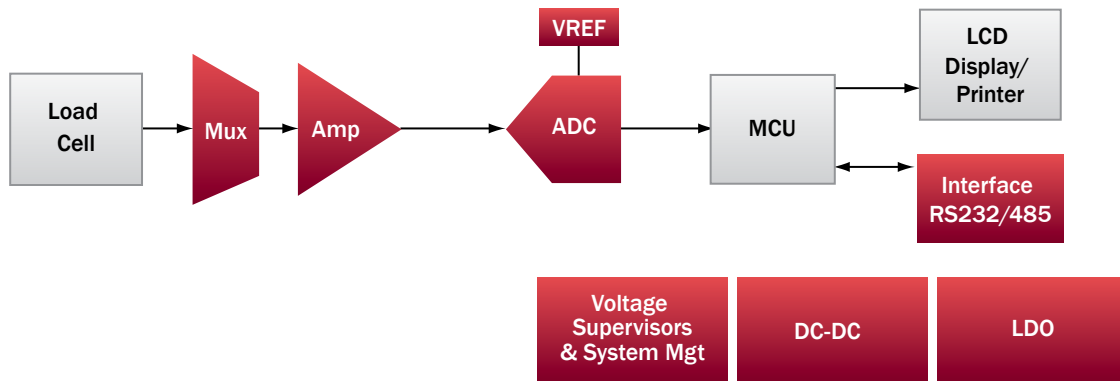 Load
Cell
Mux
Amp
VREF
ADC
MCU
LCD
Display/
Printer
Interface
RS232/485
Voltage
Supervisors
& System Mgt
DC-DC
LDO